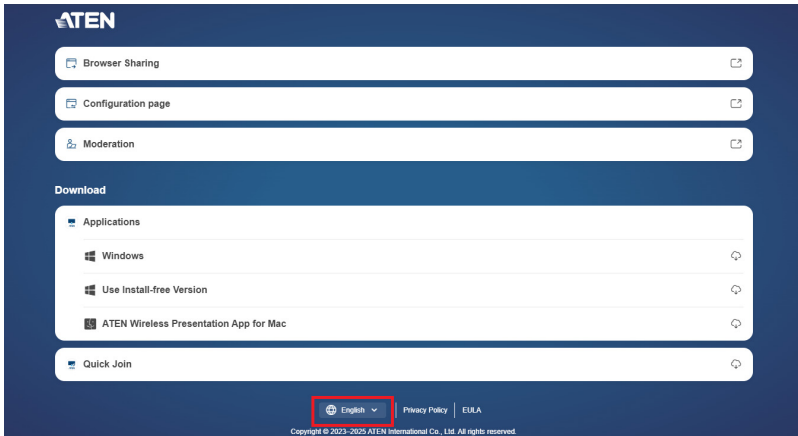 ATEN
Browser Sharing
Configuration page
Moderation
Download
Applications
Windows
Use Install-free Version
ATEN Wireless Presentation App for Mac
Quick Join
English Privacy Policy EULA
Copyright © 2023–2025 ATEN International Co., Ltd. All rights reserved.